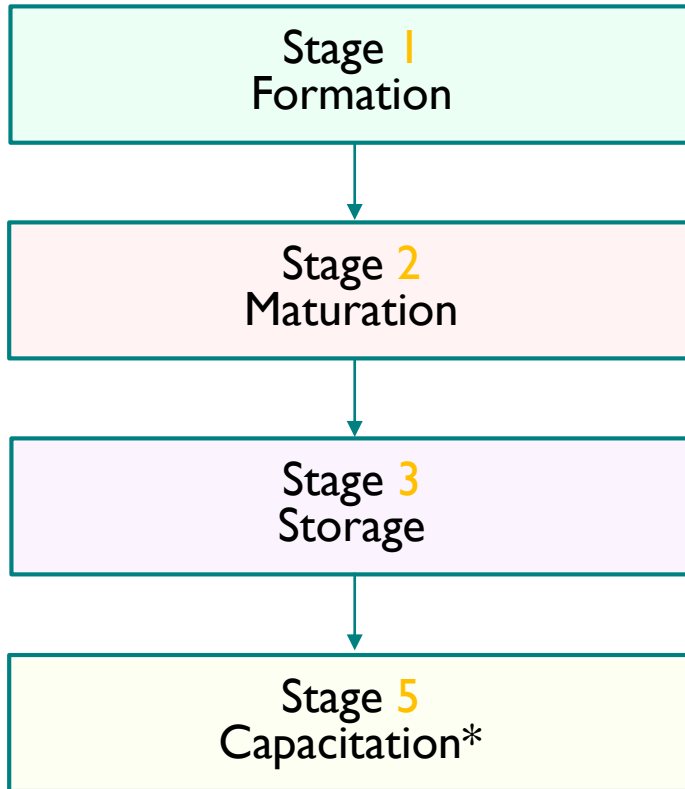 Stage 1
Formation
Stage 2
Maturation
Stage 3
Storage
Stage 5
Capacitation*